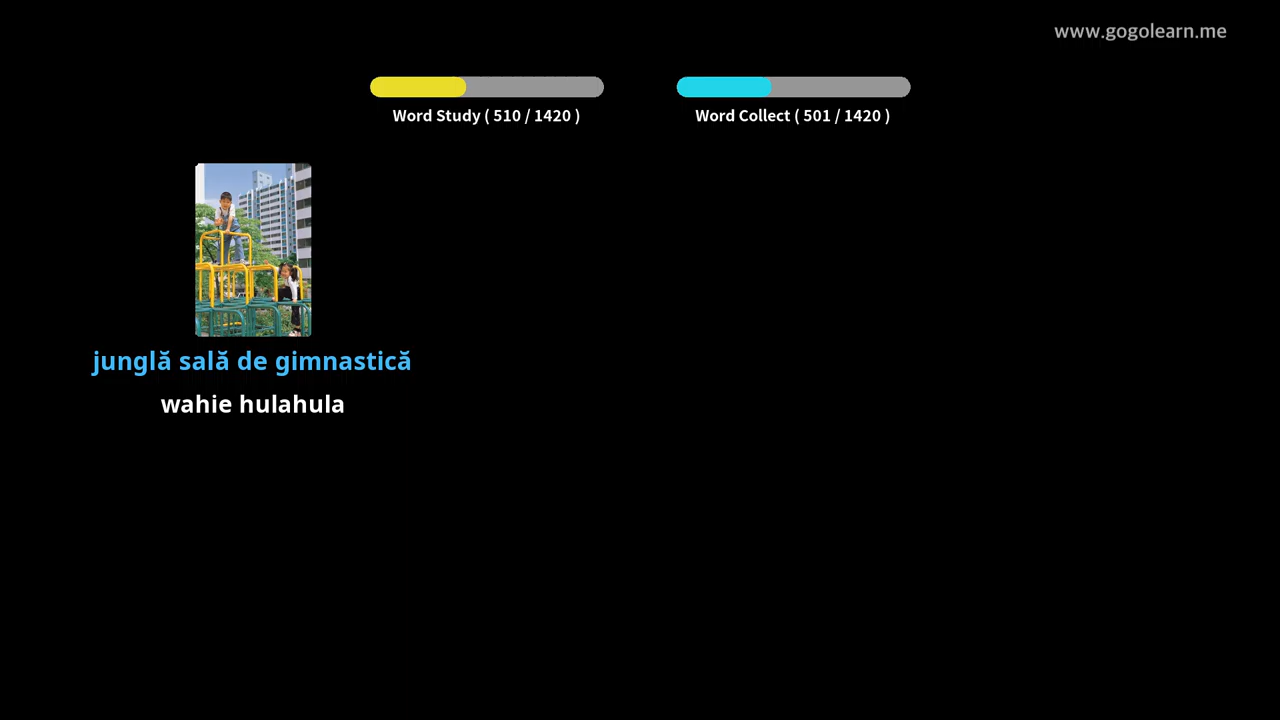 www.gogolearn.me
Word Study ( 510 / 1420 )
Word Collect ( 501 / 1420 )
junglă sală de gimnastică
wahie hulahula